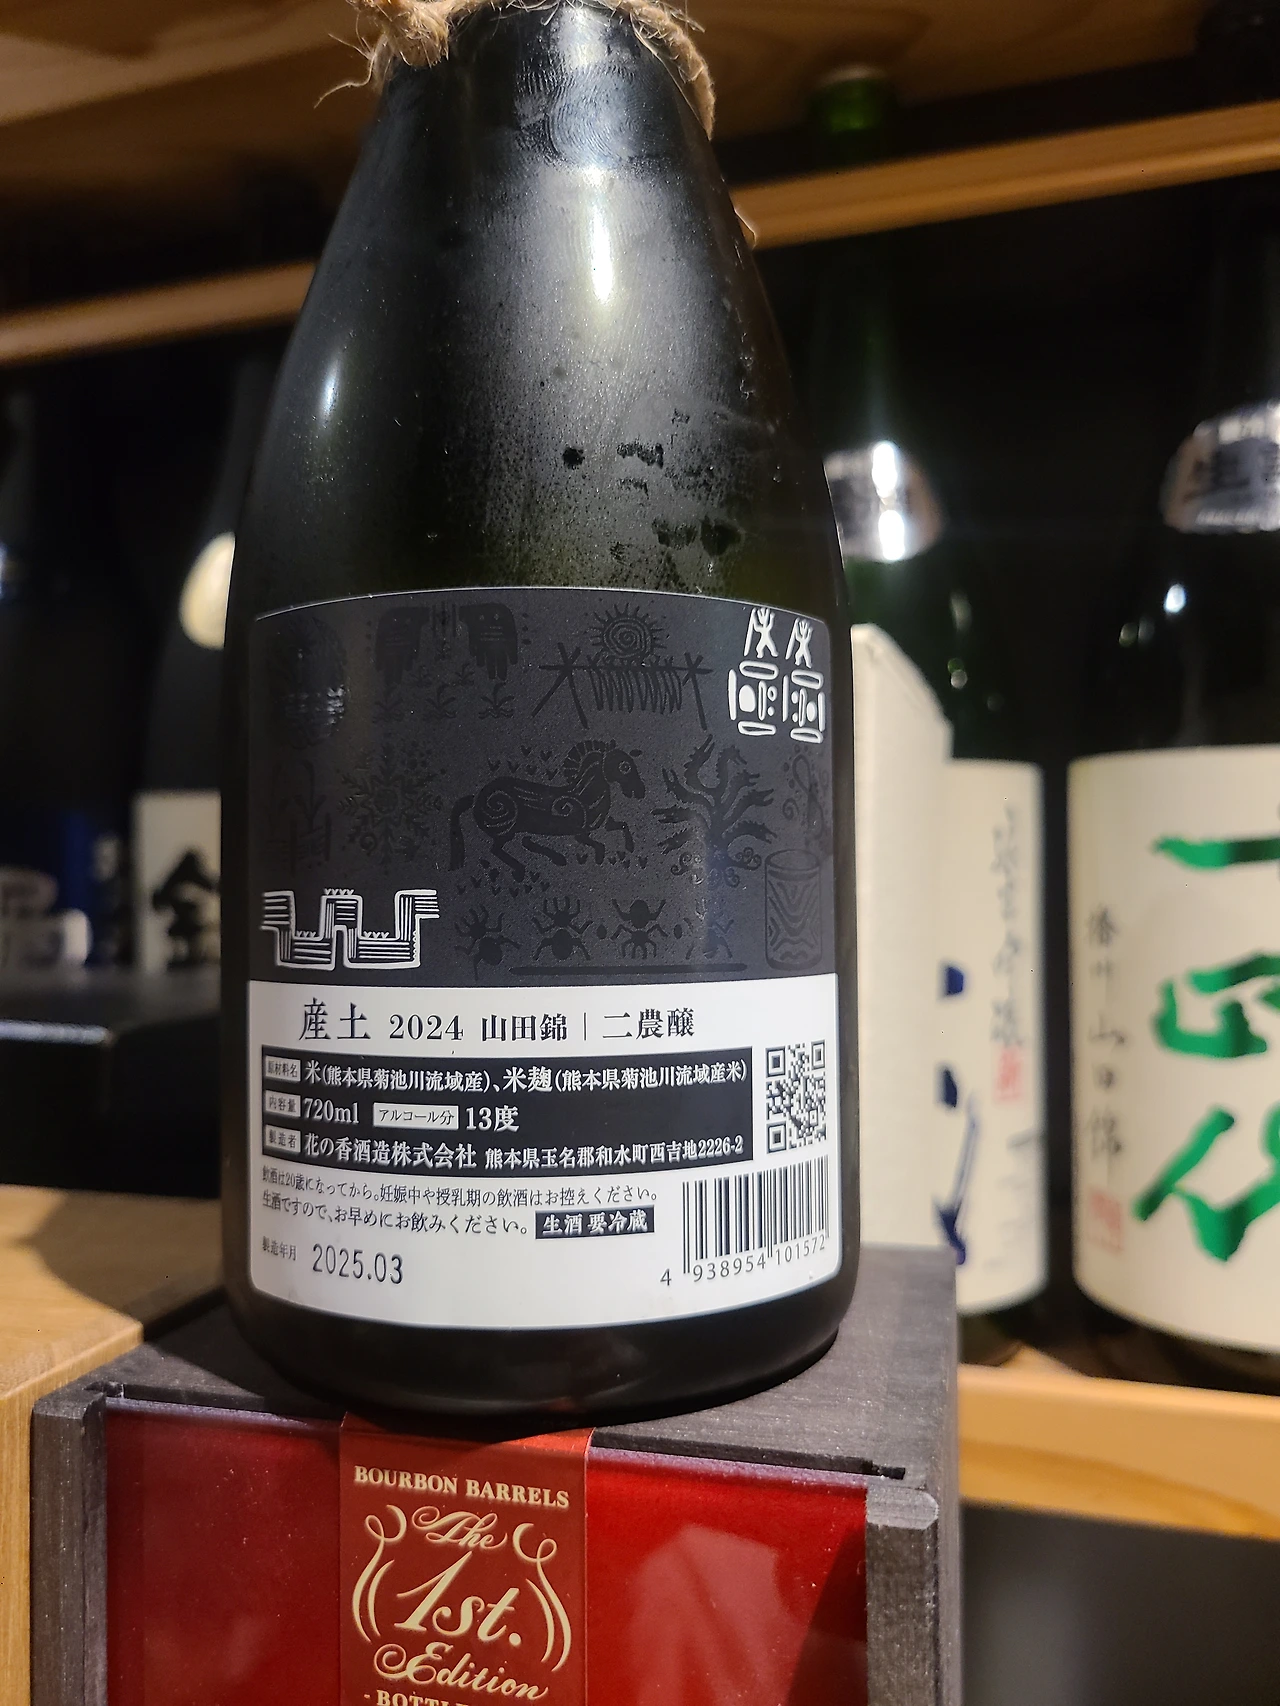 産土 2024 山田錦 | 二農醸
原材料名 米(熊本県菊池川流域産)、米麹(熊本県菊池川流域産米)
内容量 720ml アルコール分 13度
製造者 花の香酒造株式会社 熊本県玉名郡和水町西吉地2226-2
飲酒は20歳になってから。妊娠中や授乳期の飲酒はお控えください。
生酒ですので、お早めにお飲みください。 生酒 要冷蔵
製造年月 2025.03
4 938954 101572
BOURBON BARRELS
The
1st.
Edition
十四代
播州山田錦